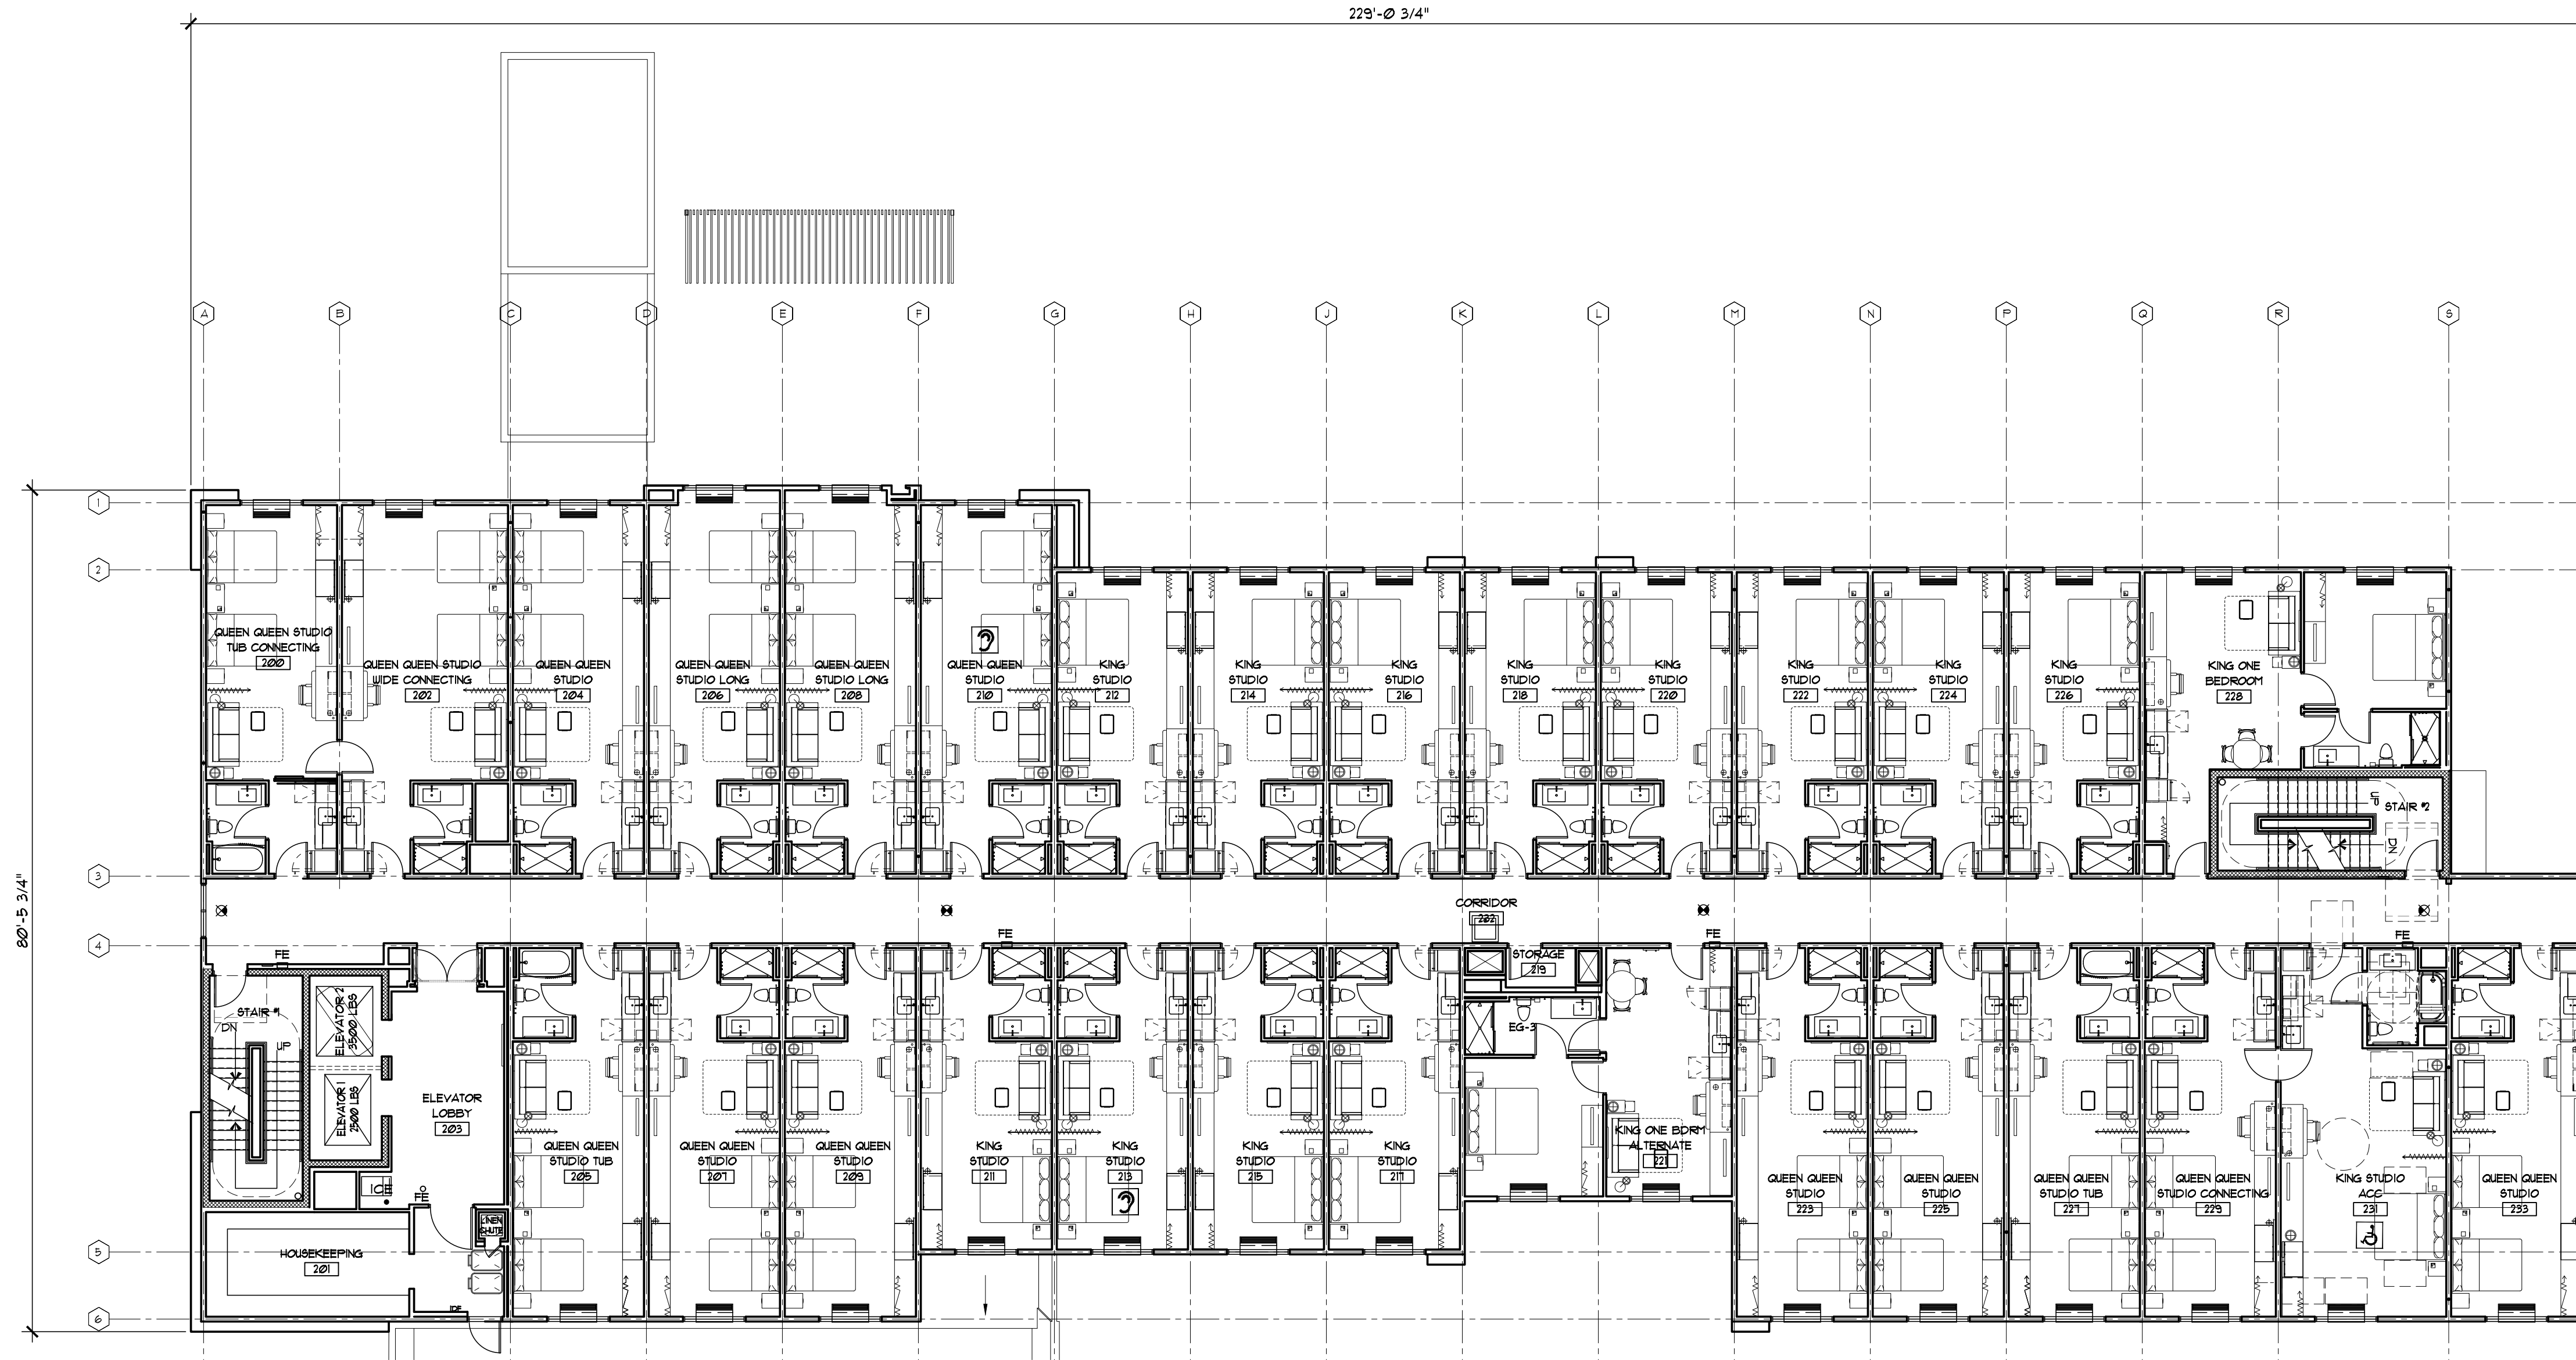 229'-0 3/4"
A
B
C
D
E
F
G
H
J
K
L
M
N
P
Q
R
S
1
2
3
4
5
6
80'-5 3/4"
QUEEN QUEEN STUDIO
TUB CONNECTING
200
QUEEN QUEEN STUDIO
WIDE CONNECTING
202
QUEEN QUEEN
STUDIO
204
QUEEN QUEEN
STUDIO LONG
206
QUEEN QUEEN
STUDIO LONG
208
QUEEN QUEEN
STUDIO
210
KING
STUDIO
212
KING
STUDIO
214
KING
STUDIO
216
KING
STUDIO
218
KING
STUDIO
220
KING
STUDIO
222
KING
STUDIO
224
KING
STUDIO
226
KING ONE
BEDROOM
228
UP
STAIR #2
DN
CORRIDOR
232
FE
FE
FE
FE
STAIR #1
DN
UP
ELEVATOR 2
3500 LBS
ELEVATOR 1
2500 LBS
ELEVATOR
LOBBY
203
ICE
FE
LINEN
CHUTE
HOUSEKEEPING
201
IDF
QUEEN QUEEN
STUDIO TUB
205
QUEEN QUEEN
STUDIO
207
QUEEN QUEEN
STUDIO
209
KING
STUDIO
211
KING
STUDIO
213
KING
STUDIO
215
KING
STUDIO
217
STORAGE
219
EG-3
KING ONE BDRM
ALTERNATE
221
QUEEN QUEEN
STUDIO
223
QUEEN QUEEN
STUDIO
225
QUEEN QUEEN
STUDIO TUB
227
QUEEN QUEEN
STUDIO CONNECTING
229
KING STUDIO
ACC
231
QUEEN QUEEN
STUDIO
233